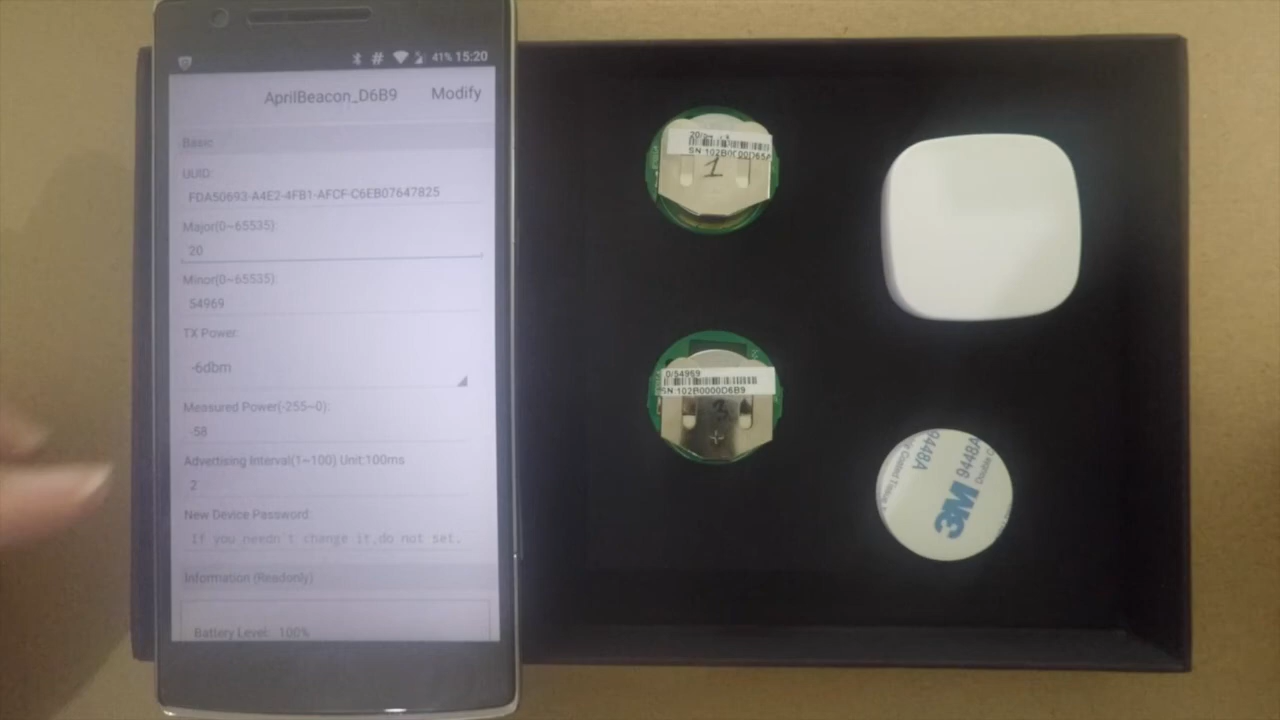 41% 15:20
AprilBeacon_D6B9
Modify
Basic
UUID:
FDA50693-A4E2-4FB1-AFCF-C6EB07647825
Major(0~65535):
20
Minor(0~65535):
54969
TX Power:
-6dbm
Measured Power(-255~0):
-58
Advertising Interval(1~100) Unit:100ms
2
New Device Password:
If you needn't change it,do not set.
Information (Readonly)
Battery Level: 100%
SN:102B0000D65A
1
0/54969
SN:102B0000D6B9
3
+
9448A
9448A
3M